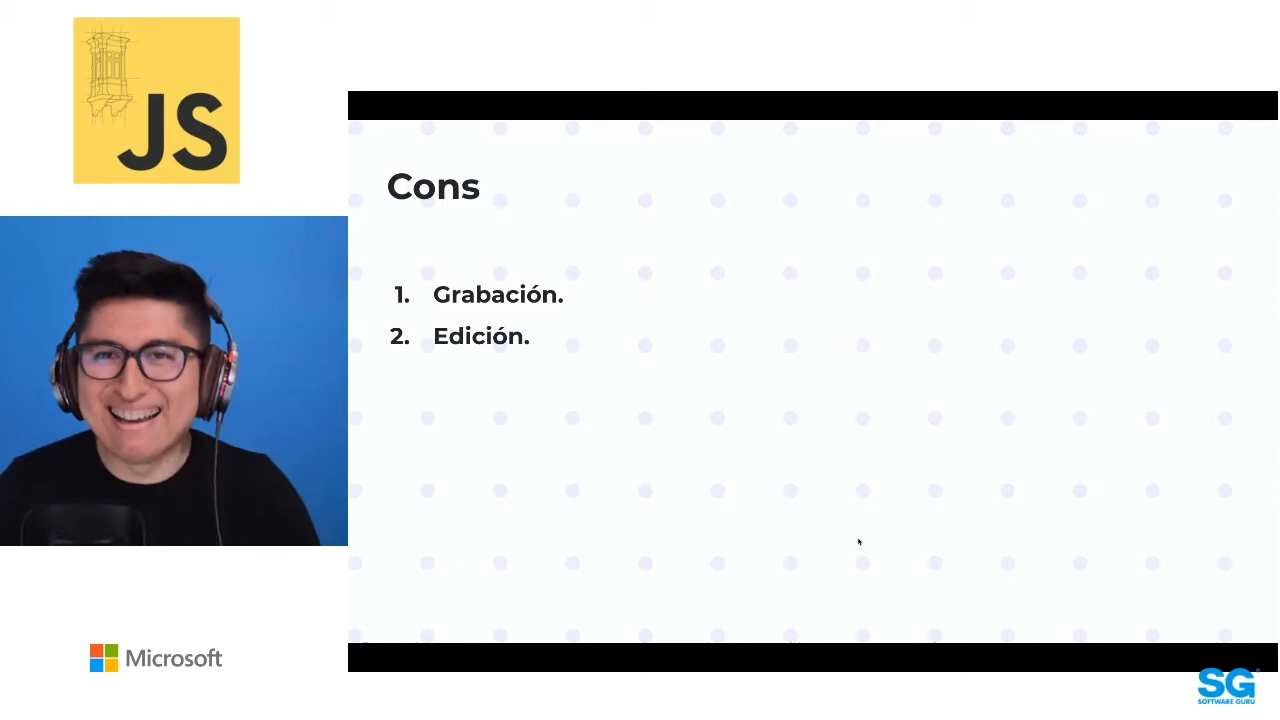 JS
Cons
1. Grabación.
2. Edición.
Microsoft
SG
SOFTWARE GURU